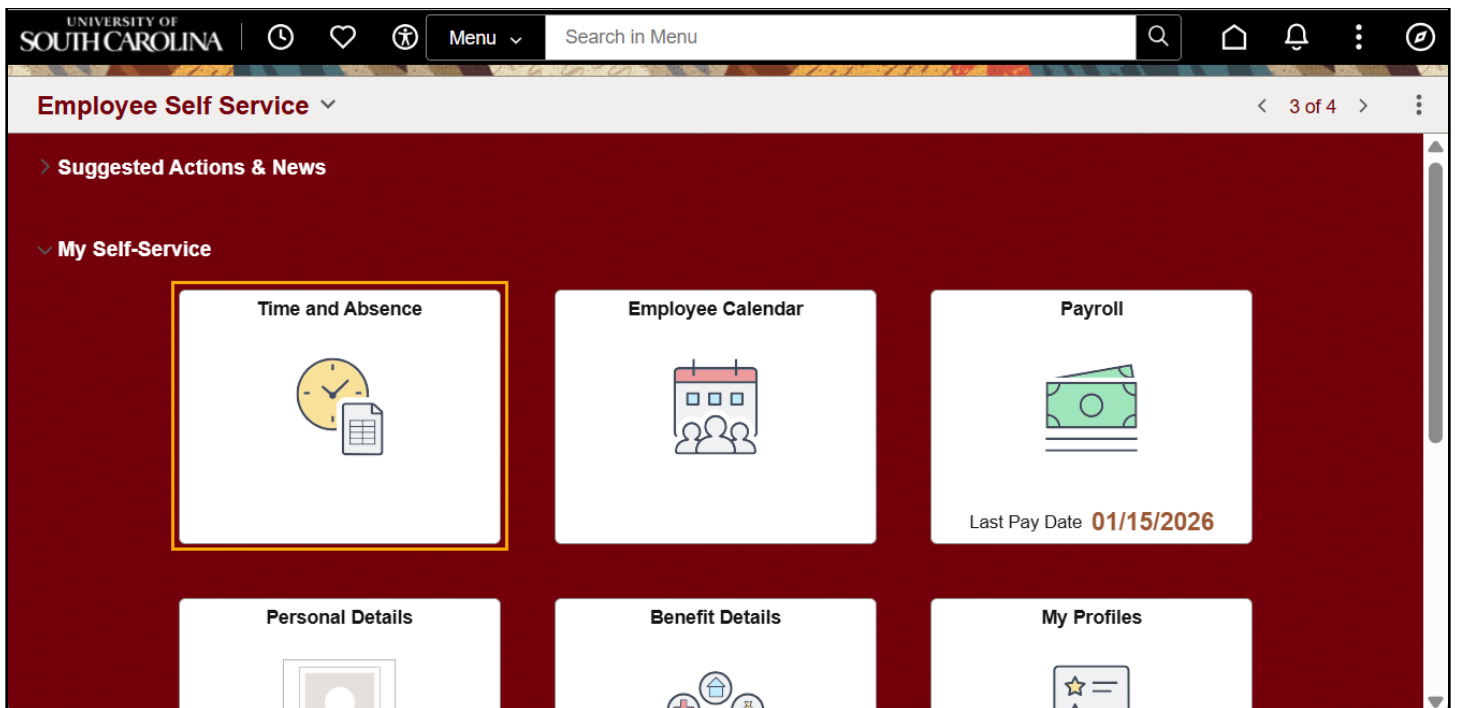 UNIVERSITY OF
SOUTH CAROLINA
Menu
Search in Menu
Employee Self Service
3 of 4
Suggested Actions & News
My Self-Service
Time and Absence
Employee Calendar
Payroll
Last Pay Date 01/15/2026
Personal Details
Benefit Details
My Profiles